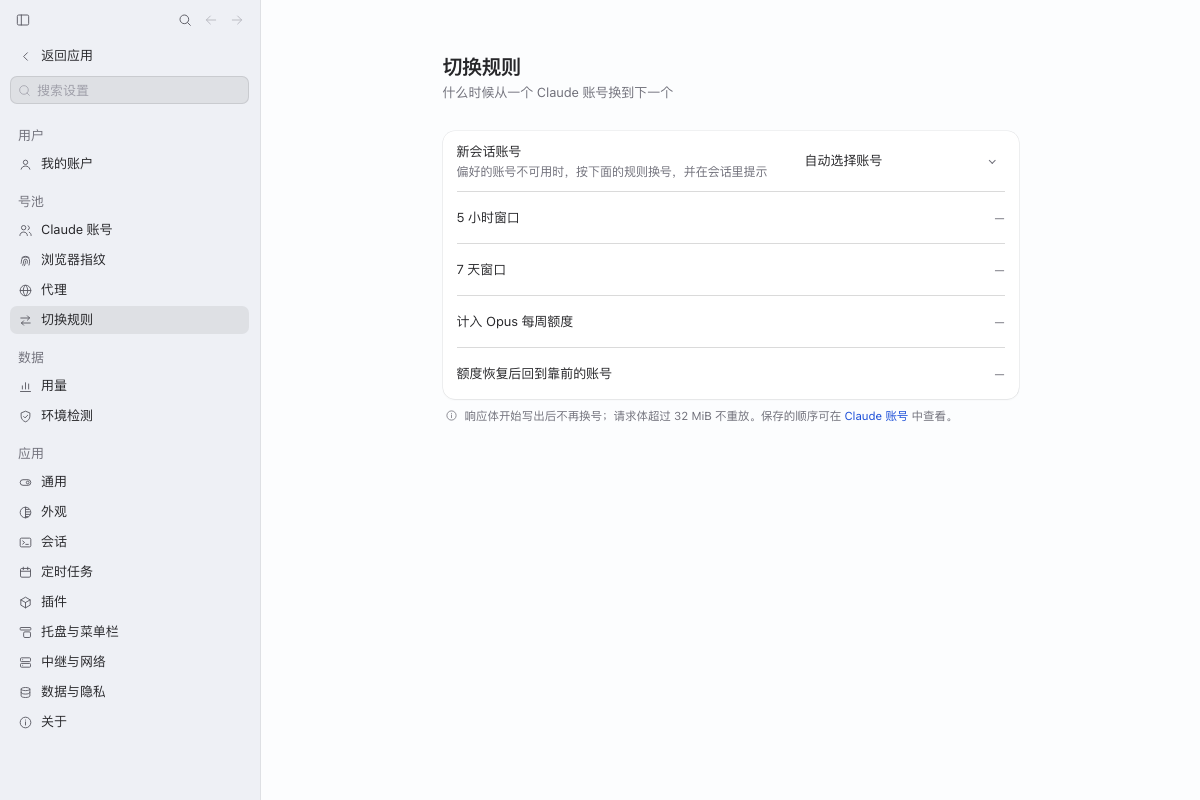 返回应用
搜索设置
用户
我的账户
号池
Claude 账号
浏览器指纹
代理
切换规则
数据
用量
环境检测
应用
通用
外观
会话
定时任务
插件
托盘与菜单栏
中继与网络
数据与隐私
关于
切换规则
什么时候从一个 Claude 账号换到下一个
新会话账号
偏好的账号不可用时，按下面的规则换号，并在会话里提示
自动选择账号
5 小时窗口
—
7 天窗口
—
计入 Opus 每周额度
—
额度恢复后回到靠前的账号
—
响应体开始写出后不再换号；请求体超过 32 MiB 不重放。保存的顺序可在 Claude 账号 中查看。